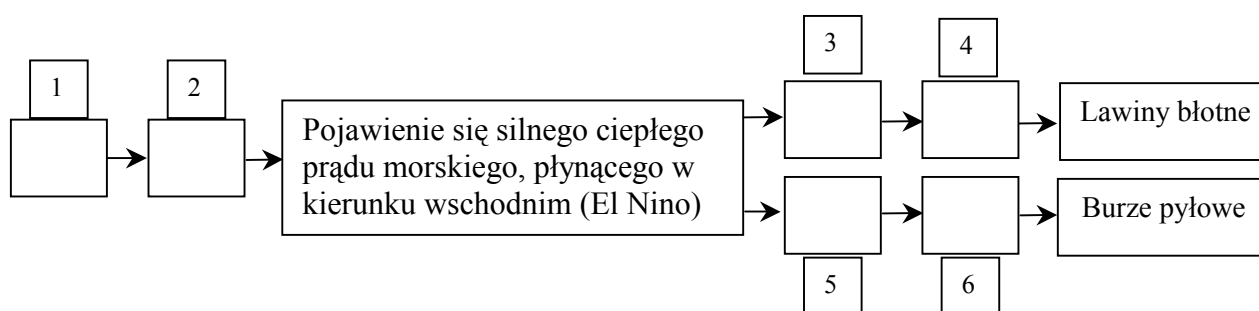 1
2
Pojawienie się silnego ciepłego
prądu morskiego, płynącego w
kierunku wschodnim (El Nino)
3
4
Lawiny błotne
Burze pyłowe
5
6